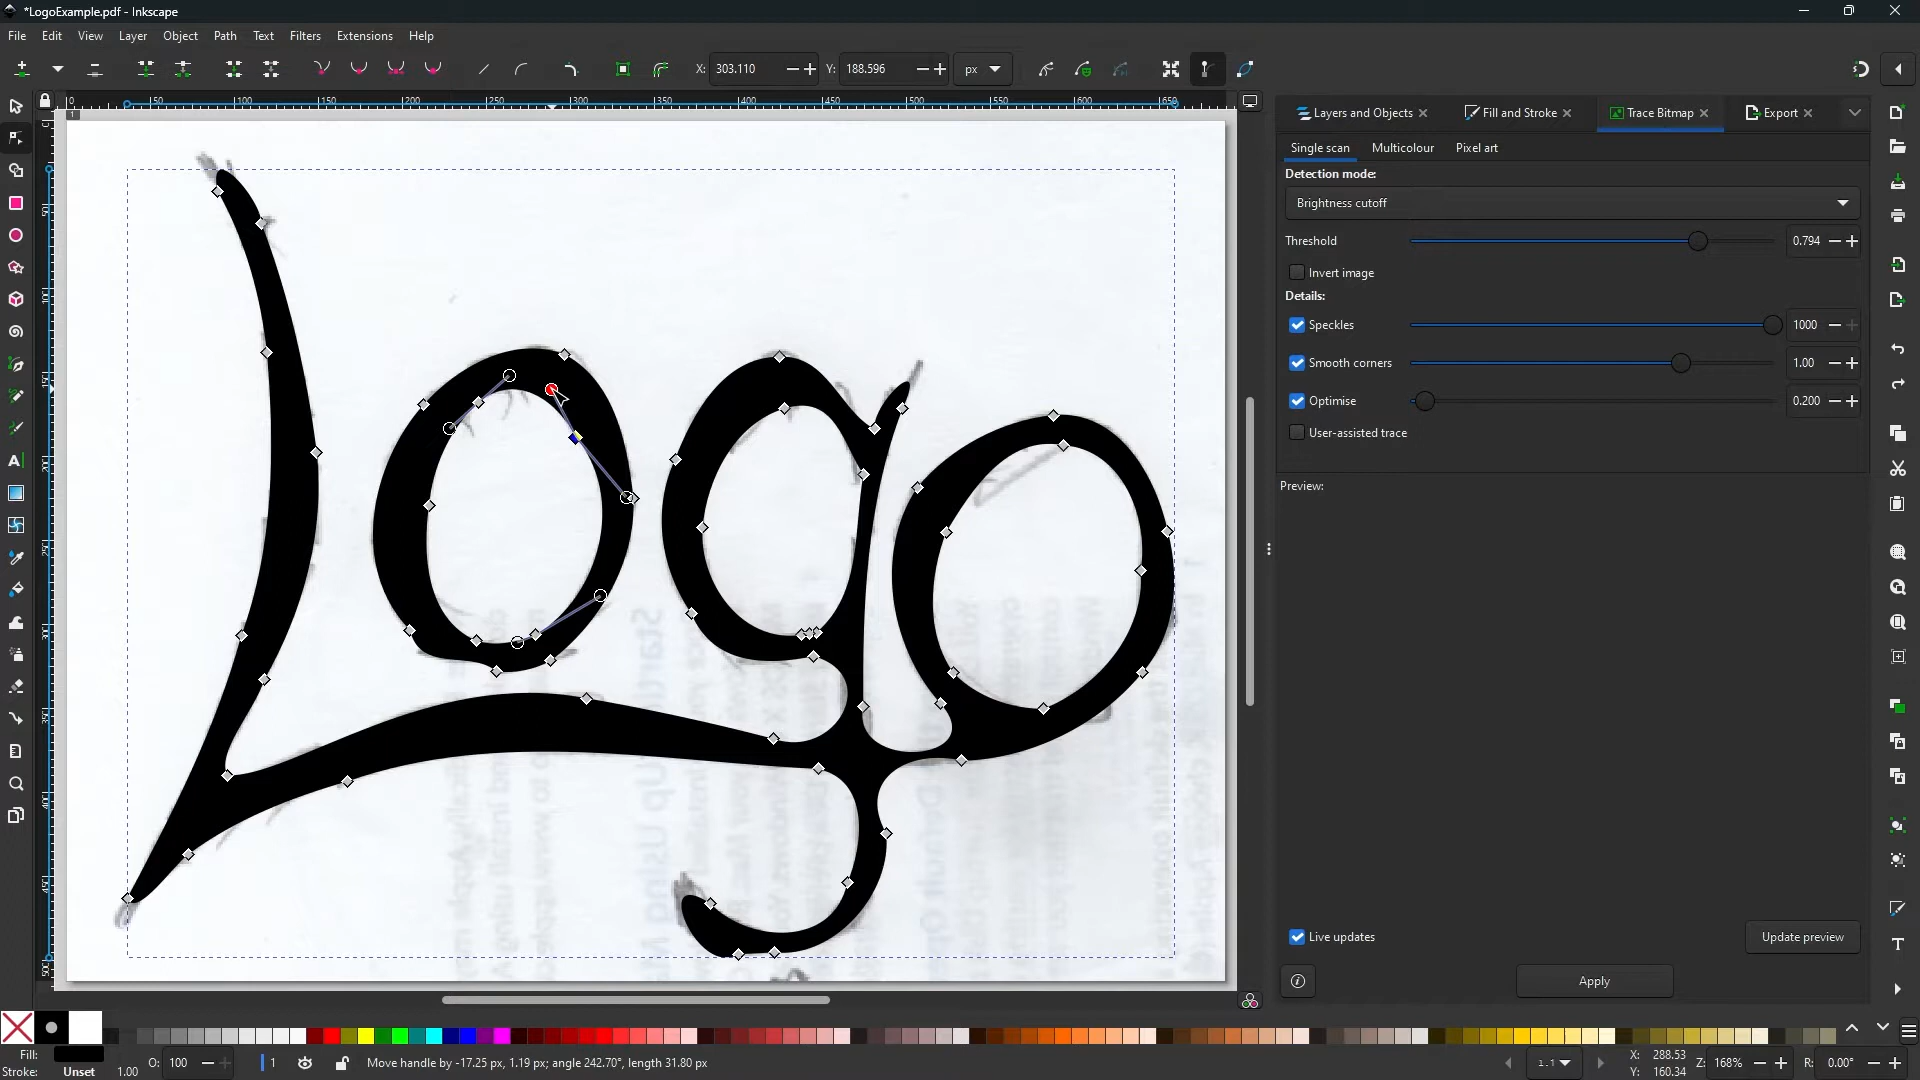 *LogoExample.pdf - Inkscape
File Edit View Layer Object Path Text Filters Extensions Help
X: 303.110 Y: 188.596 px
Layers and Objects Fill and Stroke Trace Bitmap Export
Single scan Multicolour Pixel art
Detection mode:
Brightness cutoff
Threshold 0.794
Invert image
Details:
Speckles 1000
Smooth corners 1.00
Optimise 0.200
User-assisted trace
Preview:
Logo
Live updates Update preview
Apply
Fill: O: 100 1 Move handle by -17.25 px, 1.19 px; angle 242.70°, length 31.80 px 1.1 X: 288.53 Z: 168% R: 0.00°
Stroke: Unset 1.00 Y: 160.34